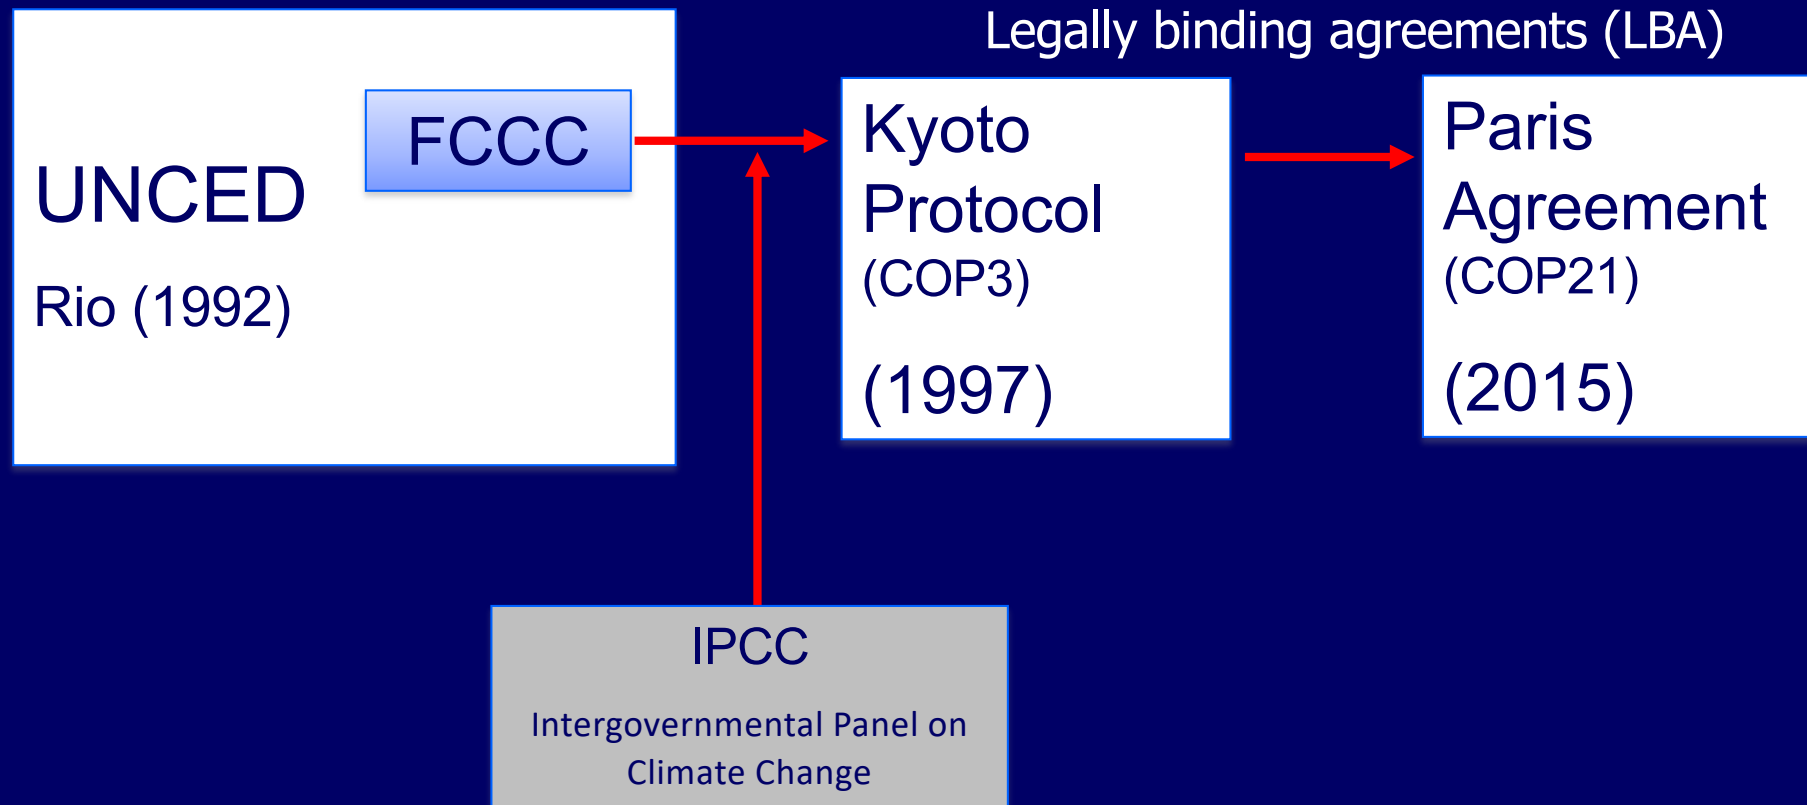 Legally binding agreements (LBA)
FCCC
UNCED
Rio (1992)
Kyoto
Protocol
(COP3)
(1997)
Paris
Agreement
(COP21)
(2015)
IPCC
Intergovernmental Panel on
Climate Change